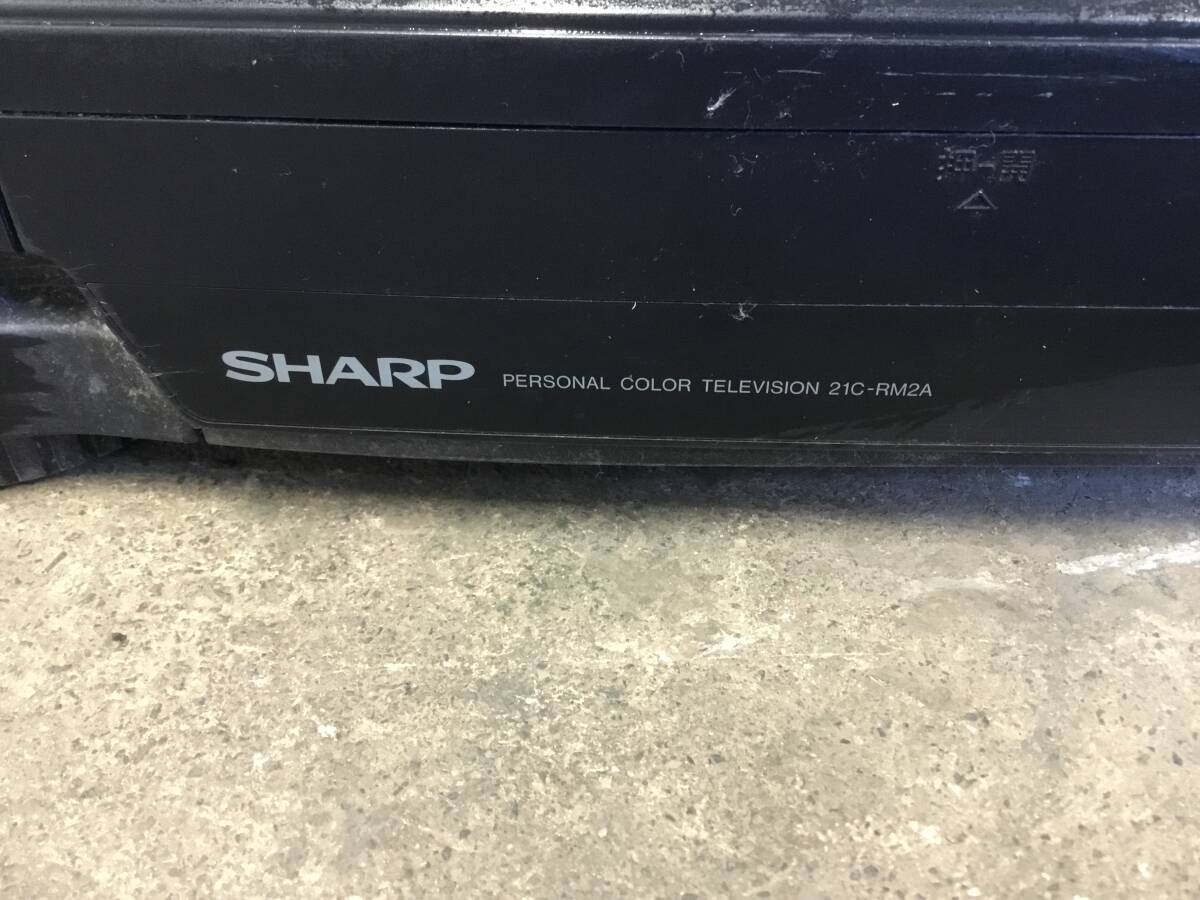 押-開
△
SHARP PERSONAL COLOR TELEVISION 21C-RM2A